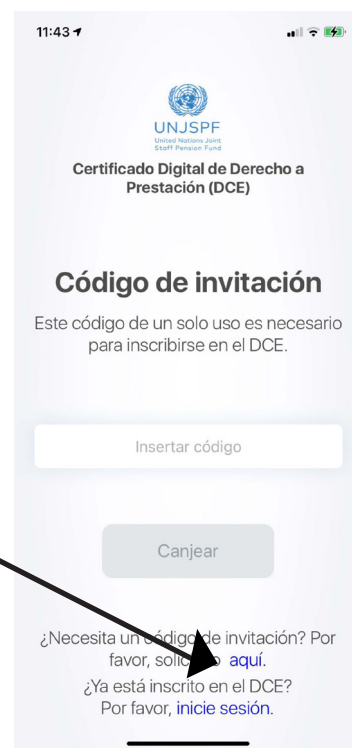 11:43
UNJSPF
United Nations Joint
Staff Pension Fund
Certificado Digital de Derecho a
Prestación (DCE)
Código de invitación
Este código de un solo uso es necesario
para inscribirse en el DCE.
Insertar código
Canjear
¿Necesita un código de invitación? Por
favor, aquí.
¿Ya está inscrito en el DCE?
Por favor, inicie sesión.